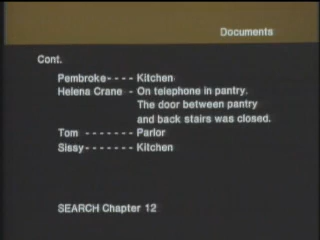 Documents
Cont.
Pembroke---- Kitchen
Helena Crane - On telephone in pantry.
The door between pantry
and back stairs was closed.
Tom ------- Parlor
Sissy------- Kitchen
SEARCH Chapter 12